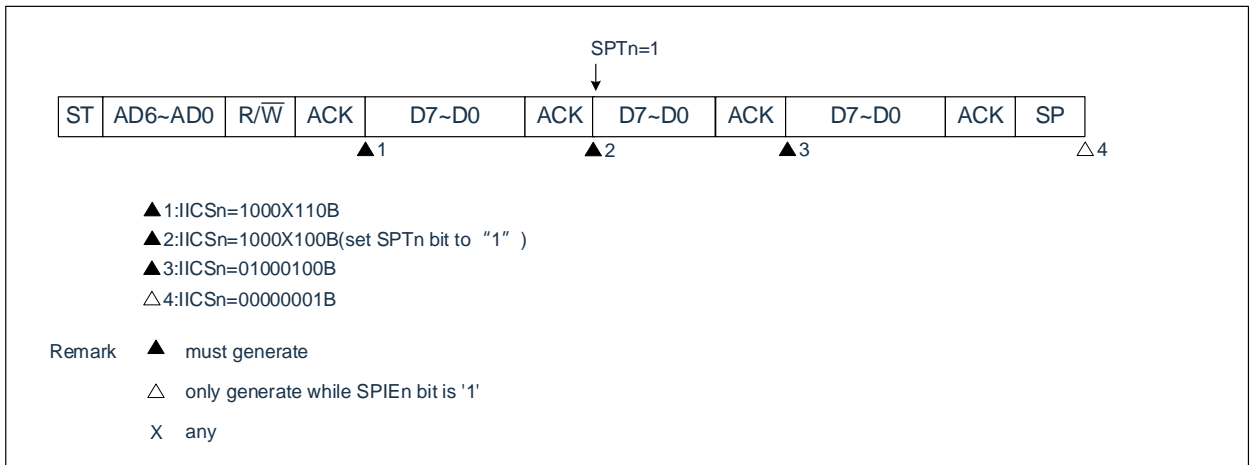 SPTn=1
ST AD6~AD0 R/W̅ ACK D7~D0 ACK D7~D0 ACK D7~D0 ACK SP
▲1 ▲2 ▲3 △4
▲1:IICSn=1000X110B
▲2:IICSn=1000X100B(set SPTn bit to “1” )
▲3:IICSn=01000100B
△4:IICSn=00000001B
Remark ▲ must generate
△ only generate while SPIEn bit is '1'
X any